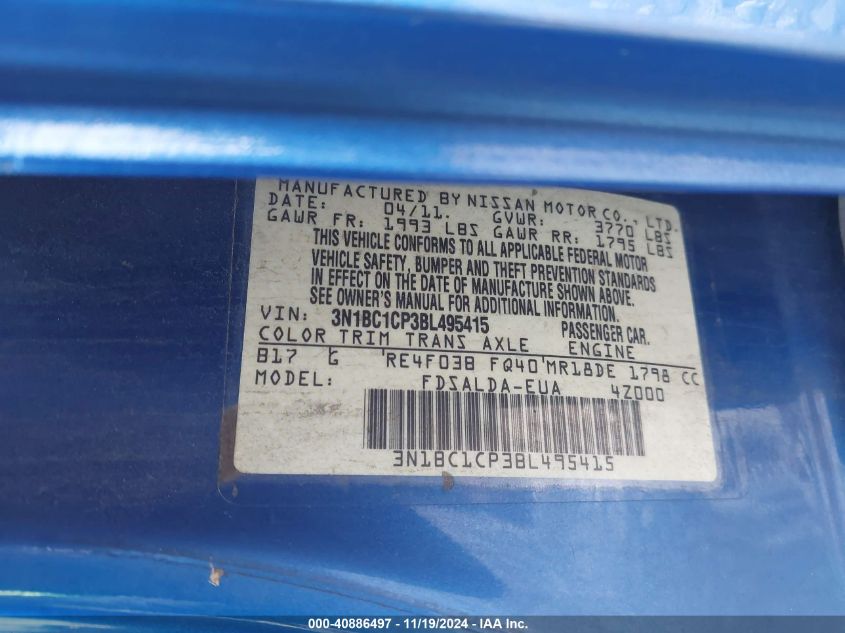 MANUFACTURED BY NISSAN MOTOR CO., LTD.
DATE: 04/11. GVWR: 3770 LBS
GAWR FR: 1993 LBS GAWR RR: 1795 LBS
THIS VEHICLE CONFORMS TO ALL APPLICABLE FEDERAL MOTOR
VEHICLE SAFETY, BUMPER AND THEFT PREVENTION STANDARDS
IN EFFECT ON THE DATE OF MANUFACTURE SHOWN ABOVE.
SEE OWNER'S MANUAL FOR ADDITIONAL INFORMATION.
VIN: 3N1BC1CP3BL495415 PASSENGER CAR.
COLOR TRIM TRANS AXLE ENGINE
B17 G RE4F03B FQ40 MR18DE 1798 CC
MODEL: FDSALDA-EUA 4Z000
3N1BC1CP3BL495415
000-40886497 - 11/19/2024 - IAA Inc.